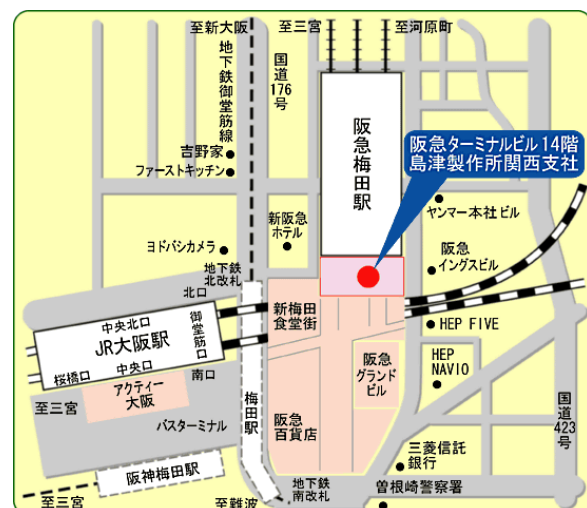 至新大阪
至三宮
至河原町
地下鉄御堂筋線
国道
176
号
阪急梅田駅
阪急ターミナルビル14階
島津製作所関西支社
吉野家
ファーストキッチン
ヤンマー本社ビル
新阪急
ホテル
ヨドバシカメラ
阪急
イングスビル
地下鉄
北改札
北口
新梅田
食堂街
中央北口
JR大阪駅
御堂筋口
中央口
桜橋口
南口
HEP FIVE
阪急
グランド
ビル
HEP
NAVIO
アクティー
大阪
至三宮
梅田駅
阪急
百貨店
バスターミナル
国道
423
号
三菱信託
銀行
阪神梅田駅
地下鉄
南改札
曽根崎警察署
至三宮
至難波